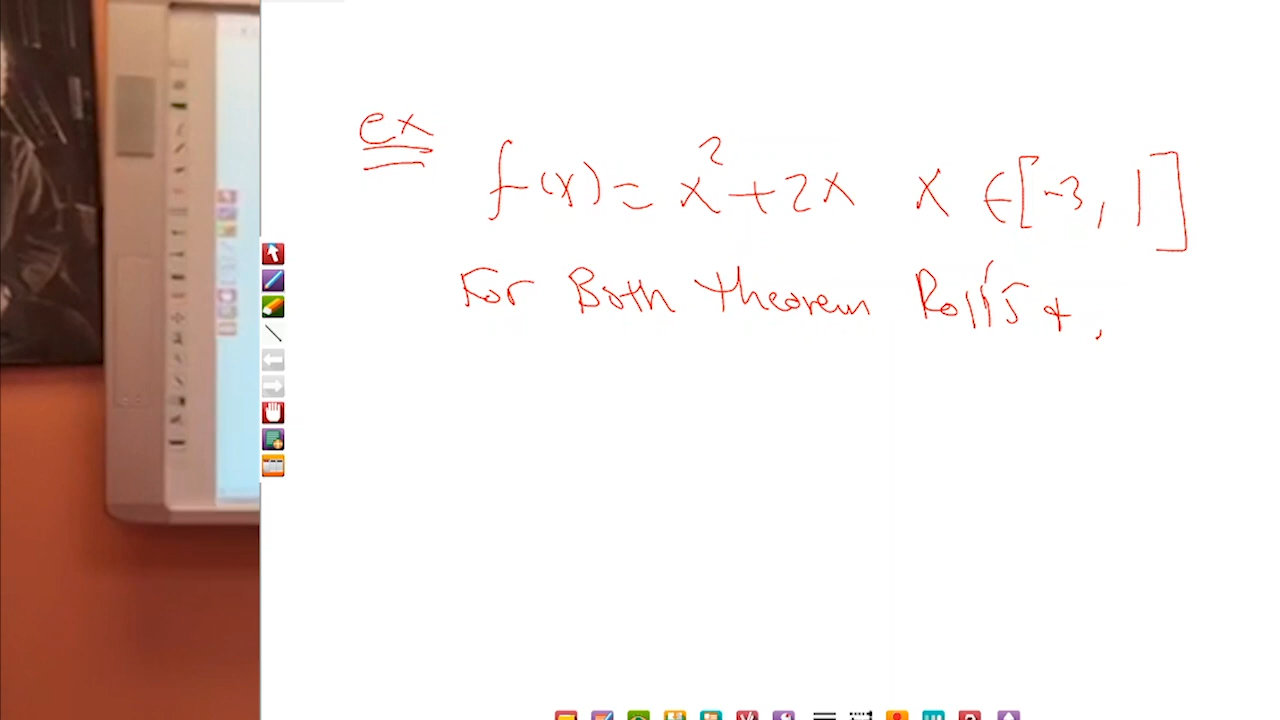 ex
f(x) = x² + 2x x ∈ [-3, 1]
For Both theorem Roll's &,